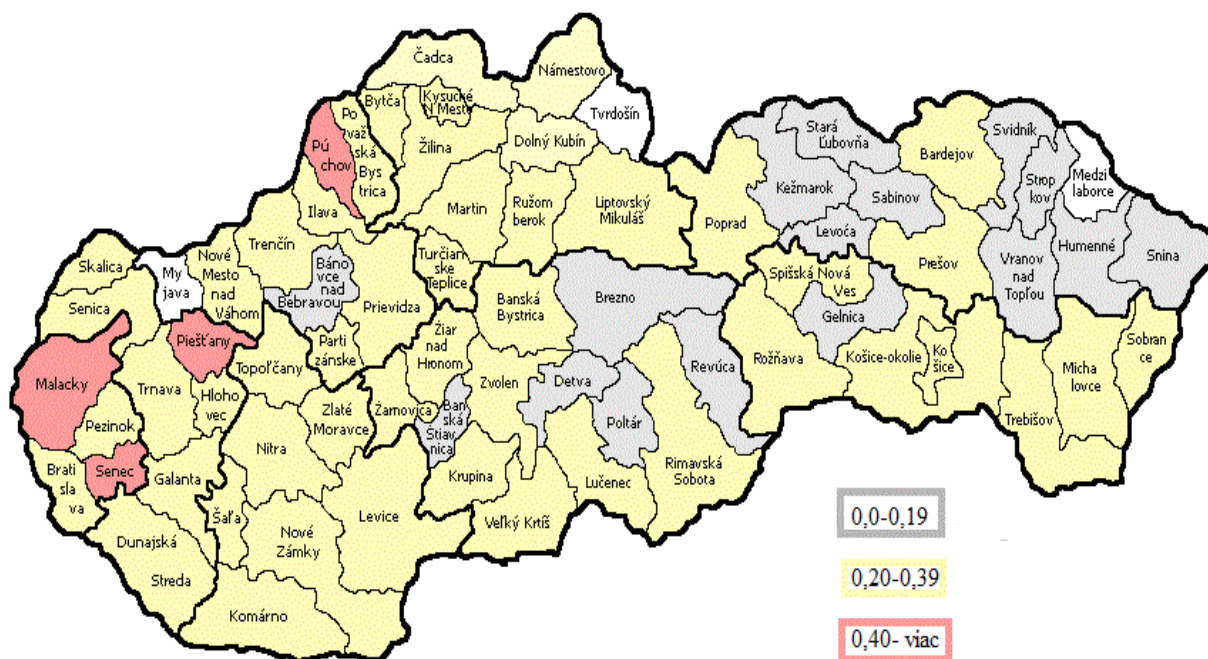 Čadca
Námestovo
Bytča
Kysucké
N Mesto
Tvrdošín
Po
važ
ská
Byst
rica
Pú
chov
Žilina
Dolný Kubín
Stará
Ľubovňa
Svidník
Bardejov
Strop
kov
Medzi
laborce
Kežmarok
Sabinov
Ilava
Martin
Ružom
berok
Liptovský
Mikuláš
Poprad
Levoča
Humenné
Snina
Trenčín
Turčian
ske
Teplice
Prešov
Vranov
nad
Topľou
Skalica
My
java
Nové
Mesto
nad
Váhom
Báno
vce nad
Bebravou
Prievidza
Banská
Bystrica
Brezno
Spišská Nová
Ves
Gelnica
Senica
Piešťany
Parti
zánske
Žiar
nad
Hronom
Rožňava
Košice-okolie
Ko
šice
Micha
lovce
Sobran
ce
Malacky
Trnava
Hloho
vec
Topoľčany
Zvolen
Detva
Revúca
Pezinok
Zlaté
Moravce
Žarnovica
Ban
ská
Štiav
nica
Poltár
Trebišov
Brati
slava
Senec
Galanta
Nitra
Krupina
Lučenec
Rimavská
Sobota
Šaľa
Levice
Veľký Krtíš
Dunajská
Streda
Nové
Zámky
Komárno
0,0-0,19
0,20-0,39
0,40- viac